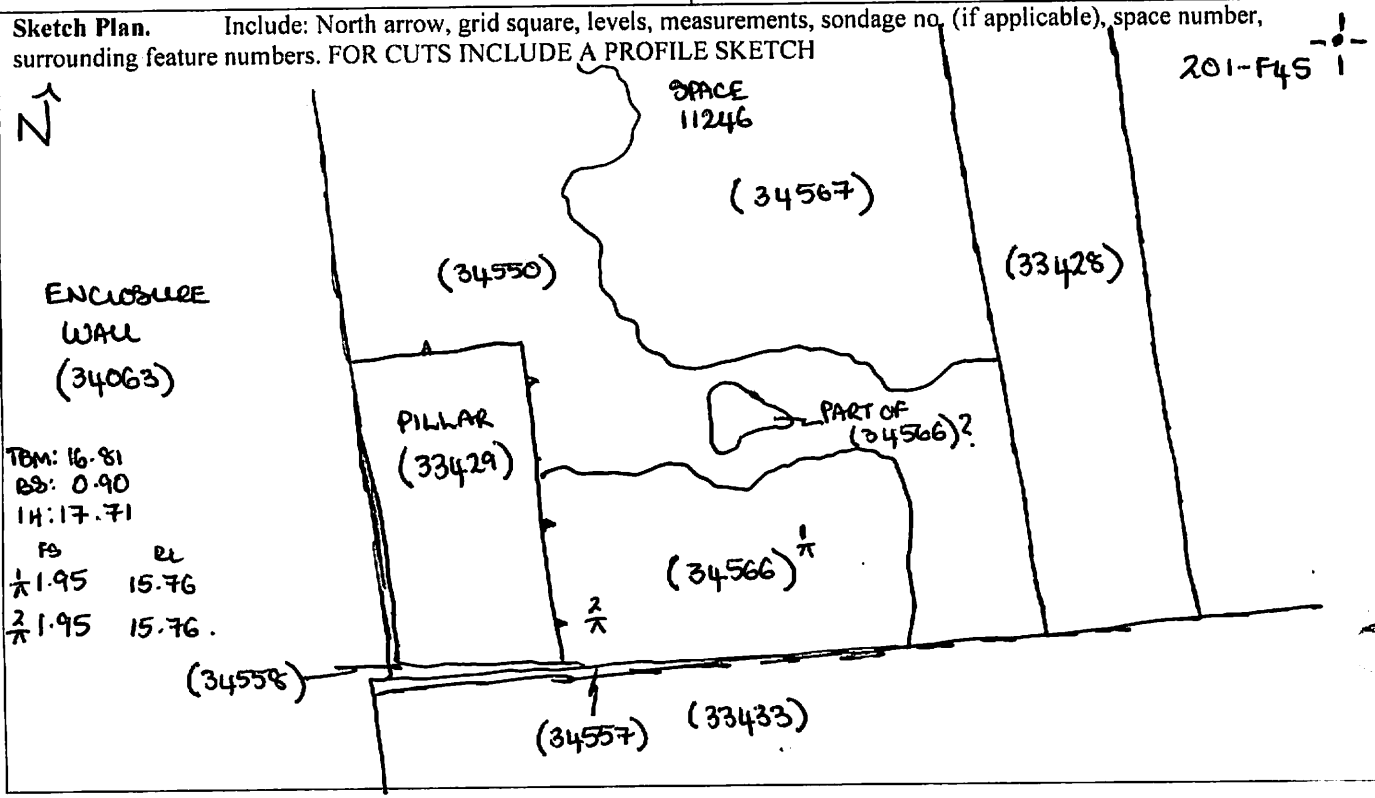 Sketch Plan. Include: North arrow, grid square, levels, measurements, sondage no. (if applicable), space number,
surrounding feature numbers. FOR CUTS INCLUDE A PROFILE SKETCH
201-F45
N
SPACE
11246
(34567)
(34550)
(33428)
ENCLOSURE
WALL
(34063)
PILLAR
(33429)
PART OF
(34566)?
TBM: 16.81
BS: 0.90
IH: 17.71
FS RL
1 1.95 15.76
2 1.95 15.76.
(34566) 1
2
(34558)
(34557)
(33433)